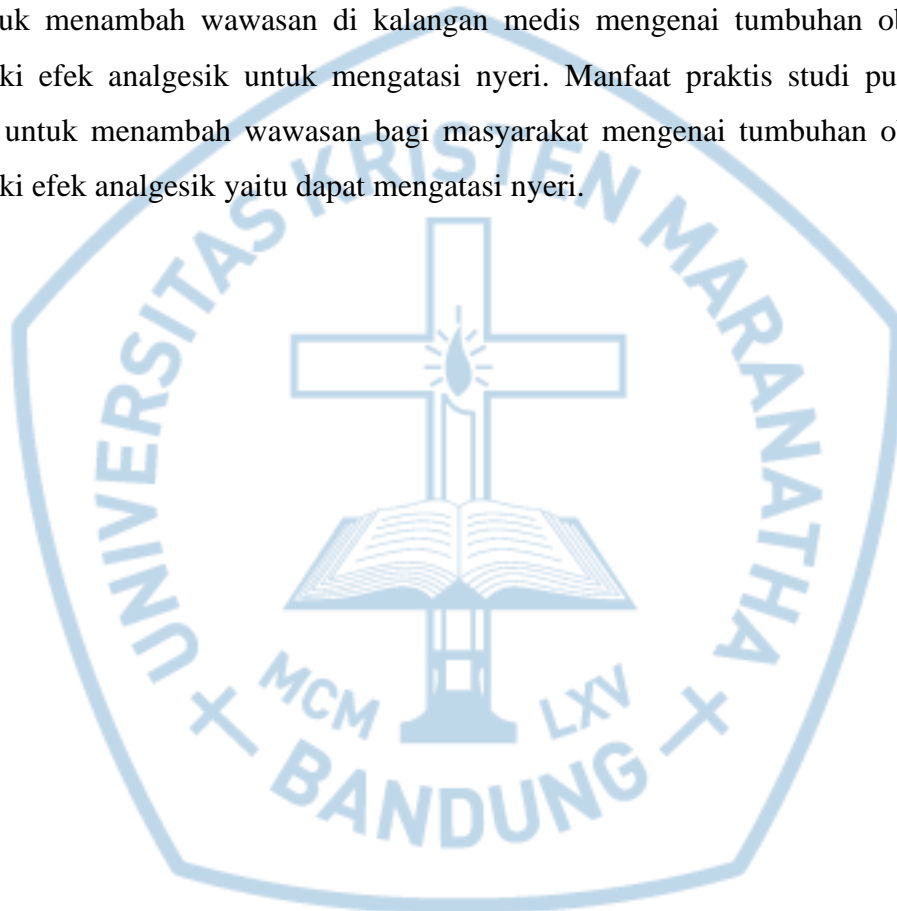 uk menambah wawasan di kalangan medis mengenai tumbuhan ob
ki efek analgesik untuk mengatasi nyeri. Manfaat praktis studi pu
untuk menambah wawasan bagi masyarakat mengenai tumbuhan ob
ki efek analgesik yaitu dapat mengatasi nyeri.
UNIVERSITAS KRISTEN MARANATHA
MCM LXV
BANDUNG